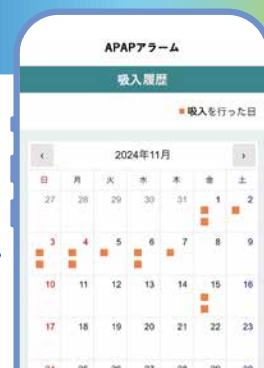 APAPアラーム
吸入履歴
■吸入を行った日
‹ 2024年11月 ›
日 月 火 水 木 金 土
27 28 29 30 31 1 2
3 4 5 6 7 8 9
10 11 12 13 14 15 16
17 18 19 20 21 22 23